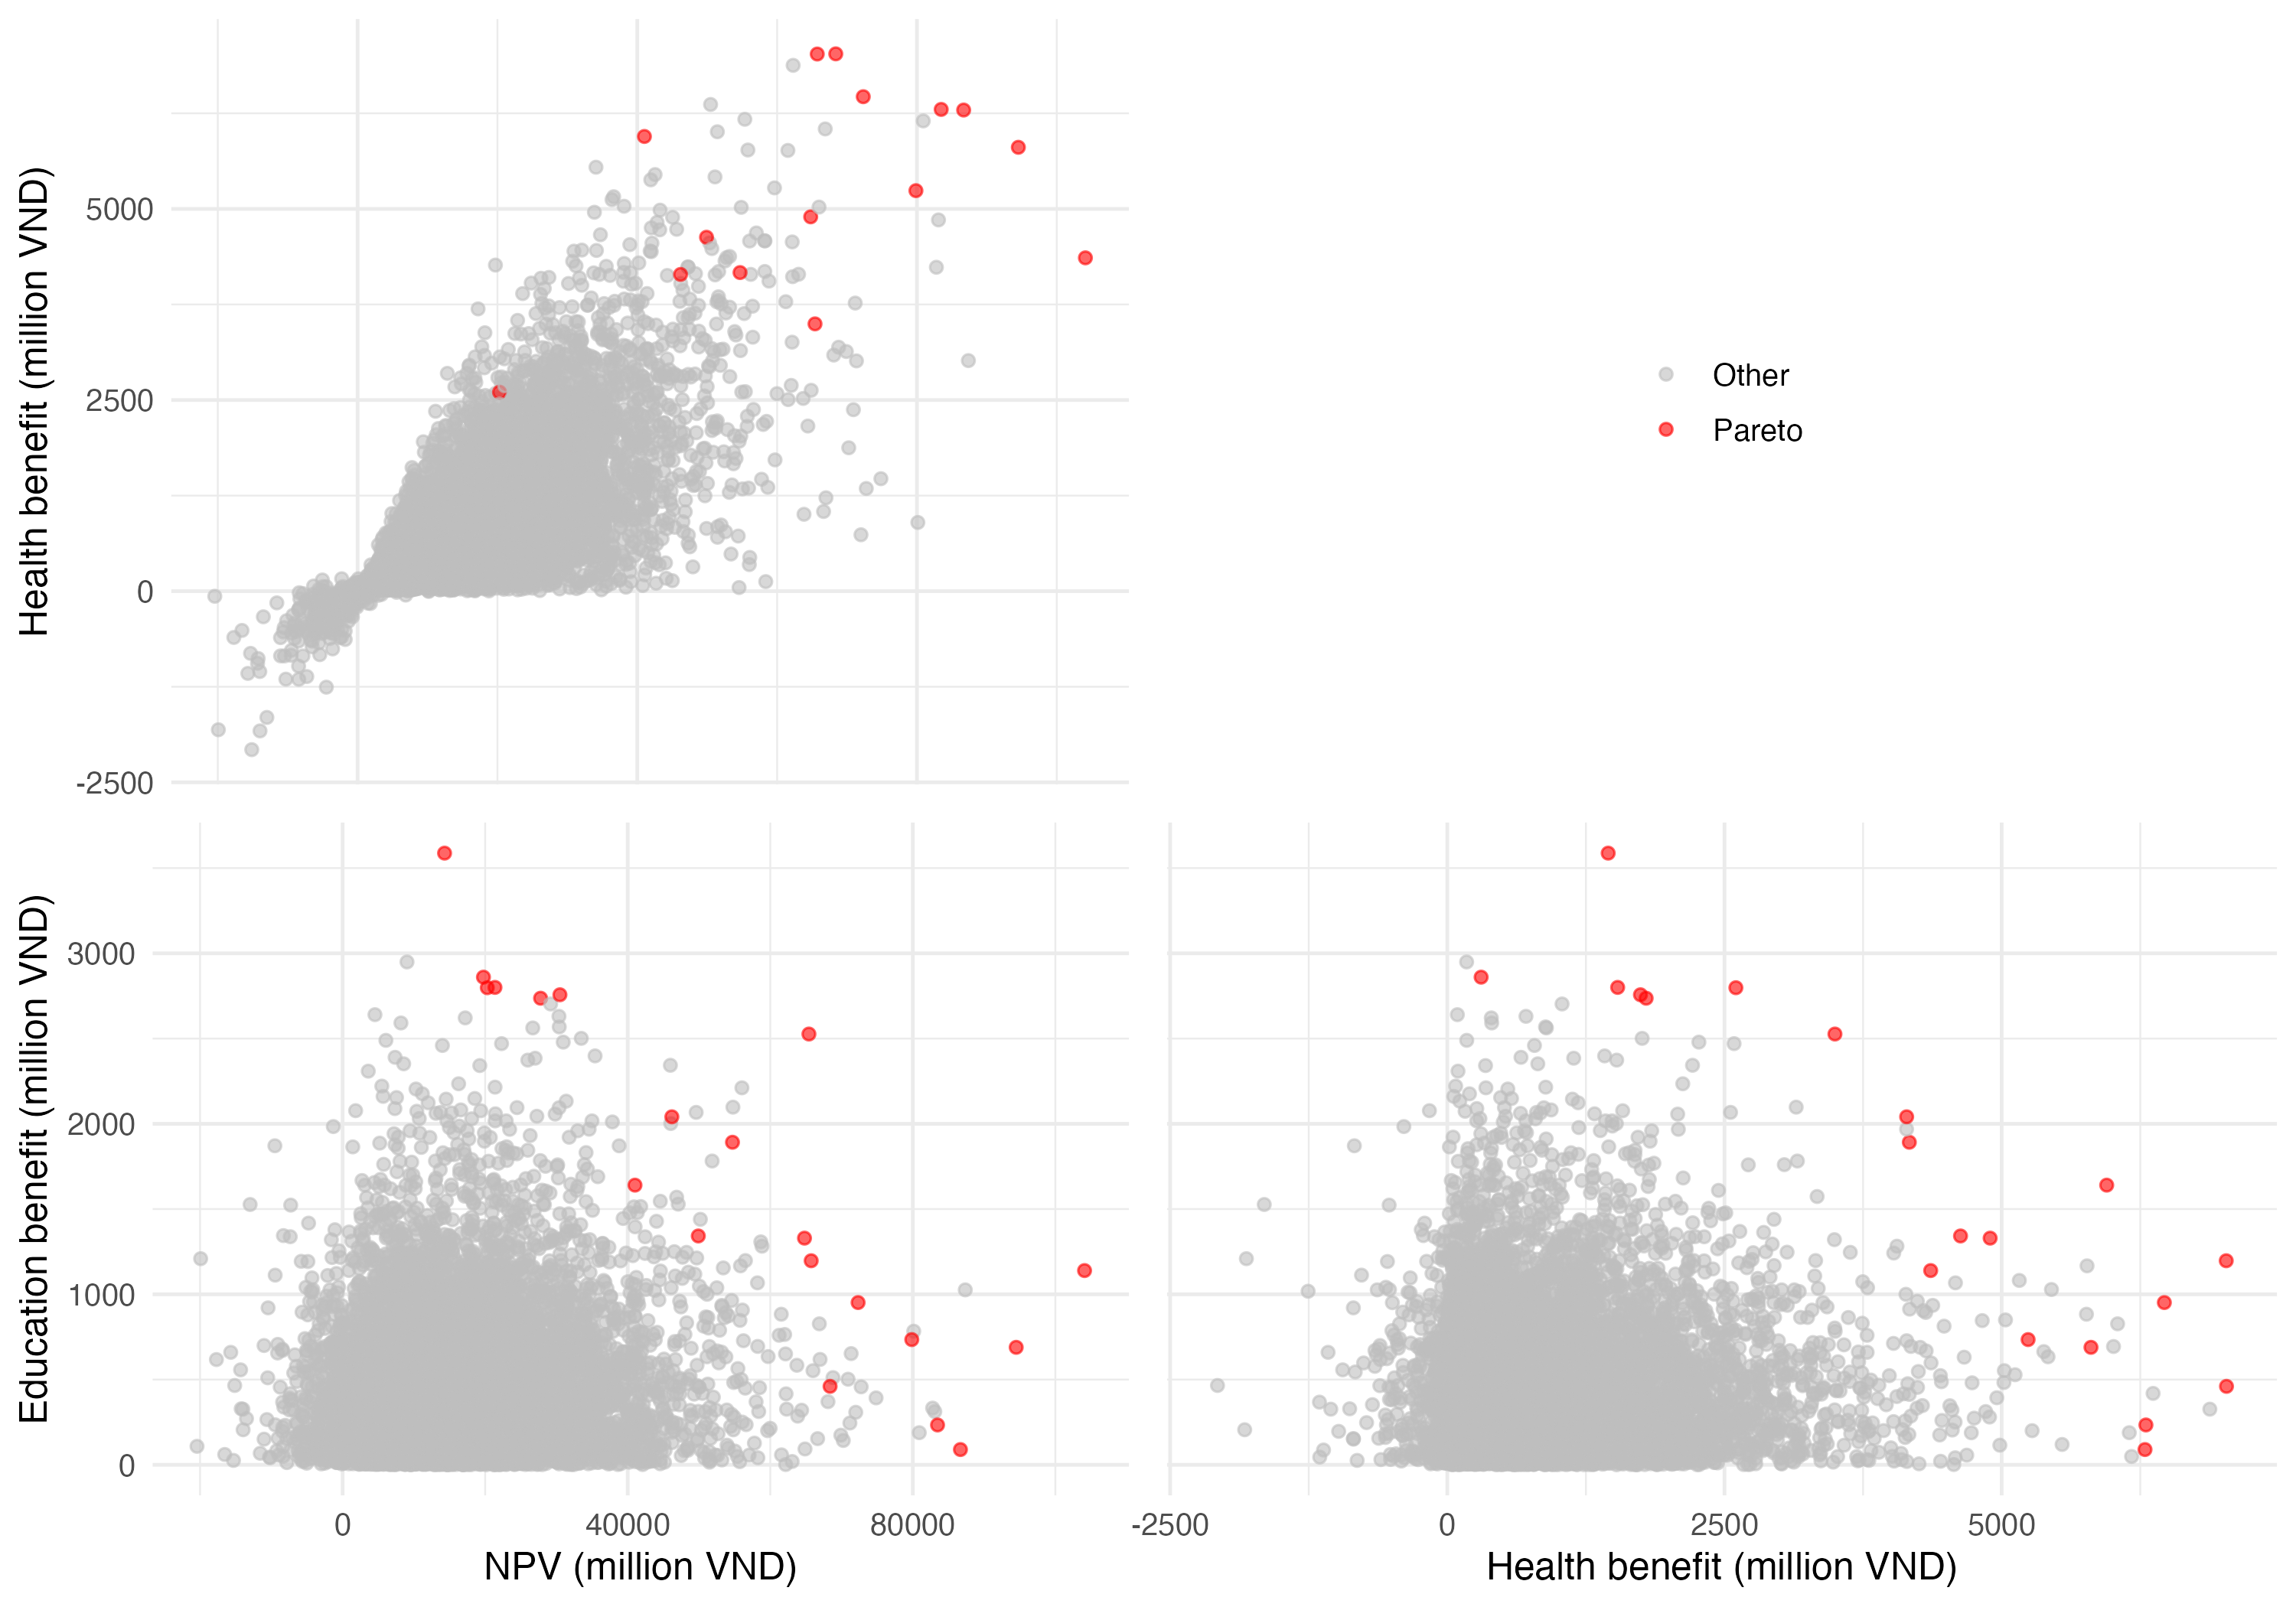 Health benefit (million VND)
5000
2500
0
-2500
Other
Pareto
Education benefit (million VND)
3000
2000
1000
0
0 40000 80000
NPV (million VND)
-2500 0 2500 5000
Health benefit (million VND)